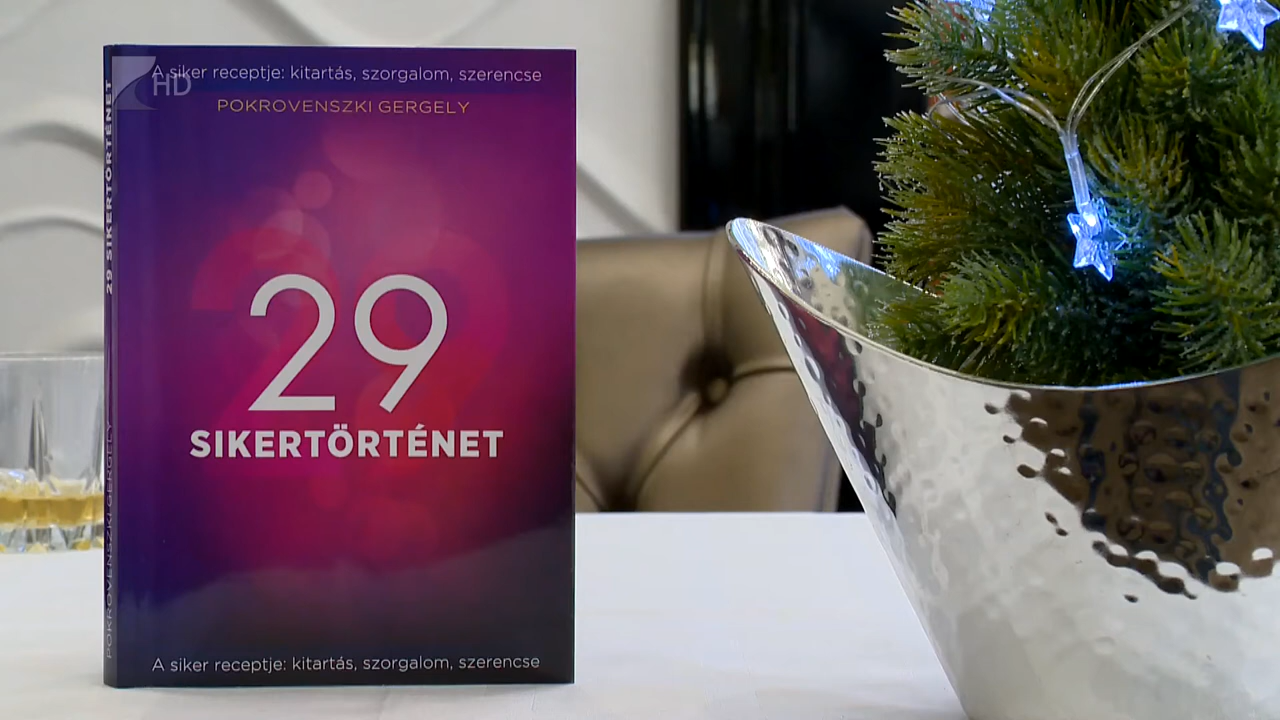 A siker receptje: kitartás, szorgalom, szerencse
HD
POKROVENSZKI GERGELY
29
SIKERTÖRTÉNET
A siker receptje: kitartás, szorgalom, szerencse
29 SIKERTÖRTÉNET
POKROVENSZKI GERGELY